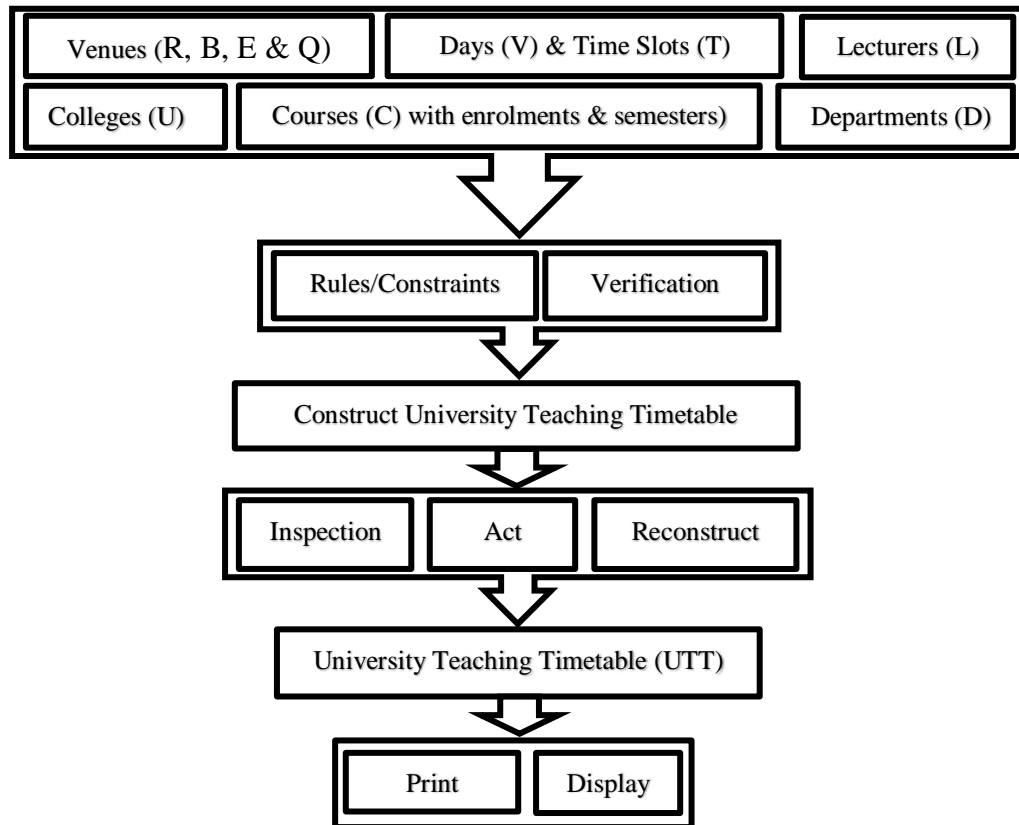 Venues (R, B, E & Q)
Days (V) & Time Slots (T)
Lecturers (L)
Colleges (U)
Courses (C) with enrolments & semesters)
Departments (D)
Rules/Constraints
Verification
Construct University Teaching Timetable
Inspection
Act
Reconstruct
University Teaching Timetable (UTT)
Print
Display